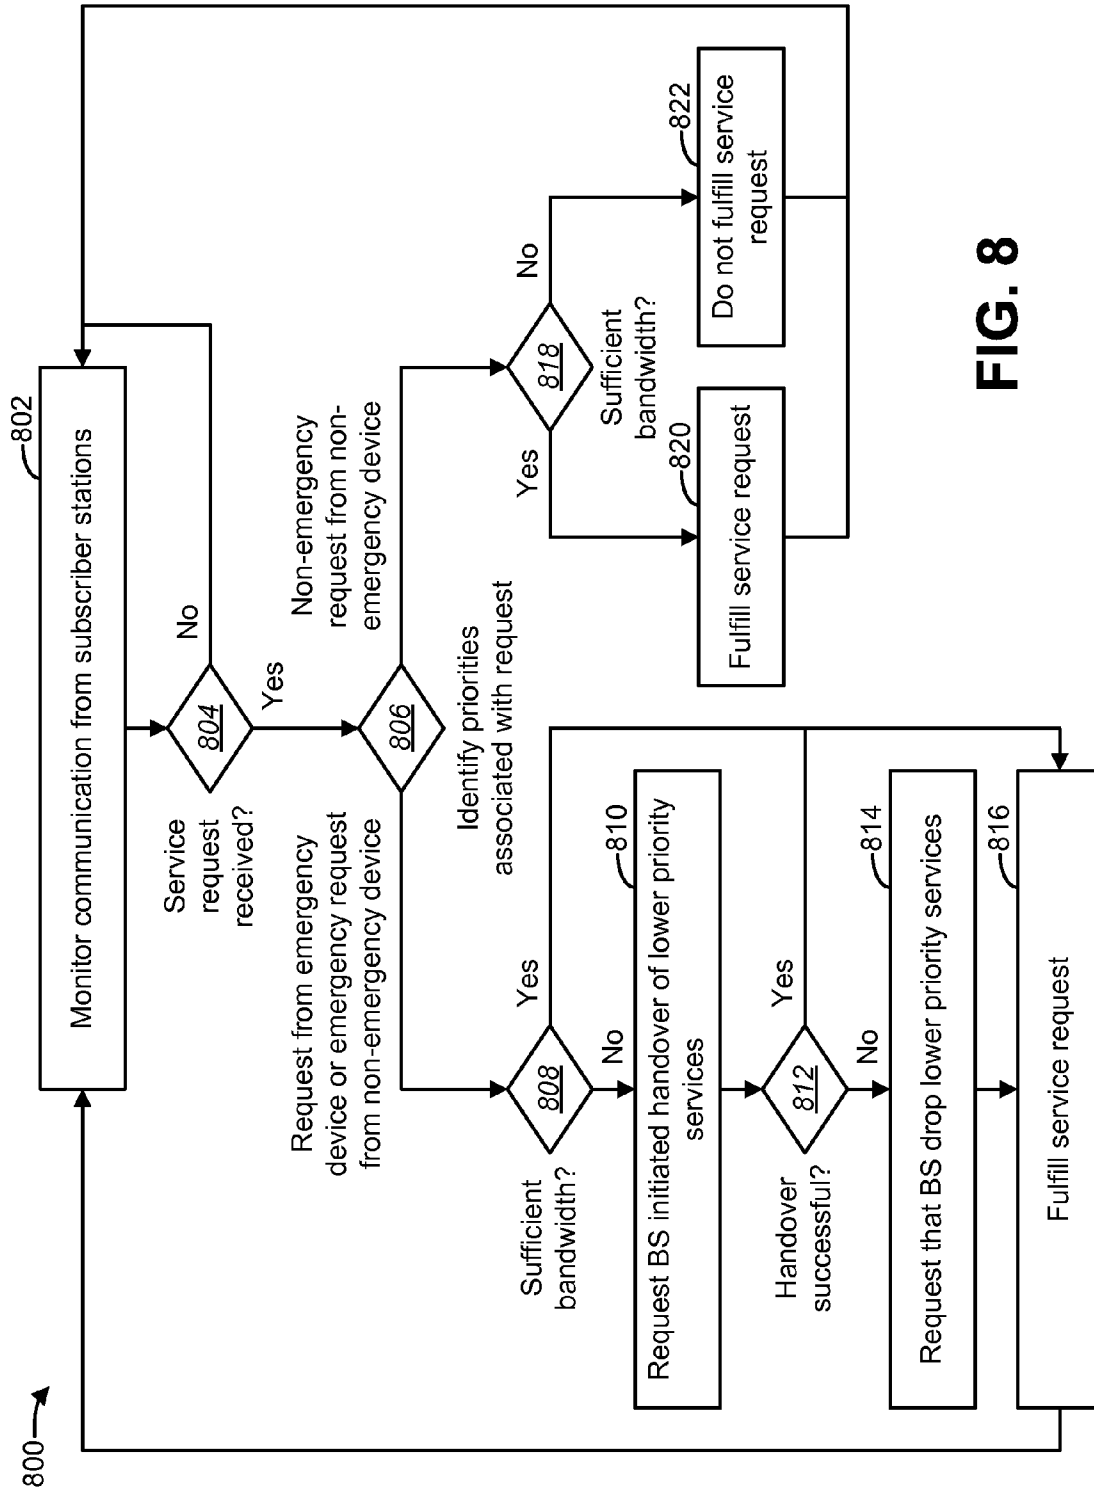 800
802
Monitor communication from subscriber stations
Service
request
received?
804
No
Yes
Request from emergency
device or emergency request
from non-emergency device
806
Non-emergency
request from non-
emergency device
Identify priorities
associated with request
Sufficient
bandwidth?
808
Yes
No
810
Request BS initiated handover of lower priority
services
Handover
successful?
812
Yes
No
814
Request that BS drop lower priority services
816
Fulfill service request
Yes
818
No
Sufficient
bandwidth?
820
Fulfill service request
822
Do not fulfill service
request
FIG. 8